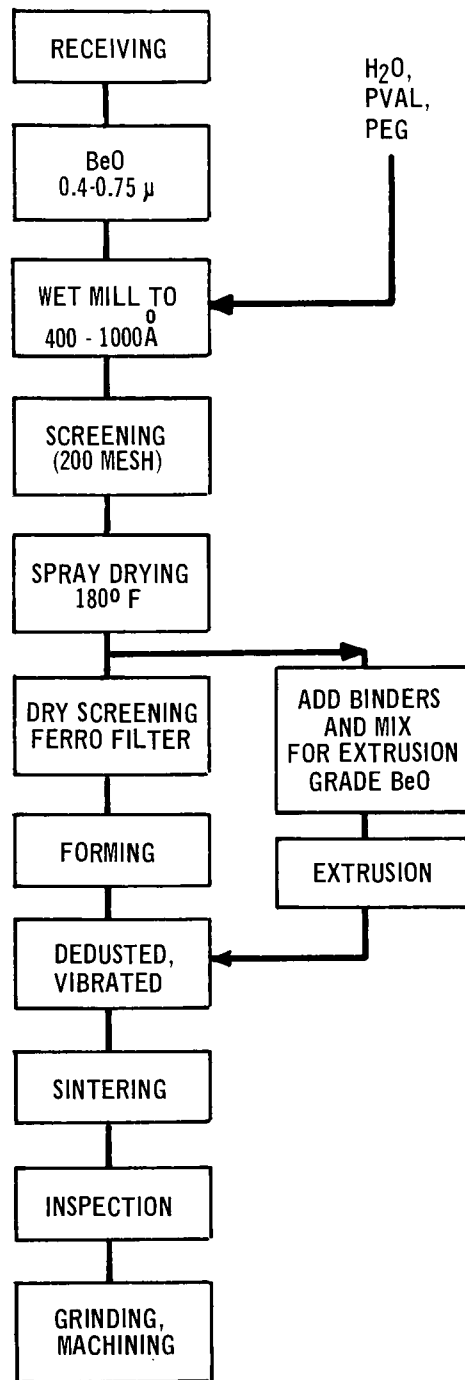 RECEIVING
H₂O,
PVAL,
PEG
BeO
0.4-0.75 μ
WET MILL TO
400 - 1000Å
SCREENING
(200 MESH)
SPRAY DRYING
180° F
DRY SCREENING
FERRO FILTER
ADD BINDERS
AND MIX
FOR EXTRUSION
GRADE BeO
FORMING
EXTRUSION
DEDUSTED,
VIBRATED
SINTERING
INSPECTION
GRINDING,
MACHINING